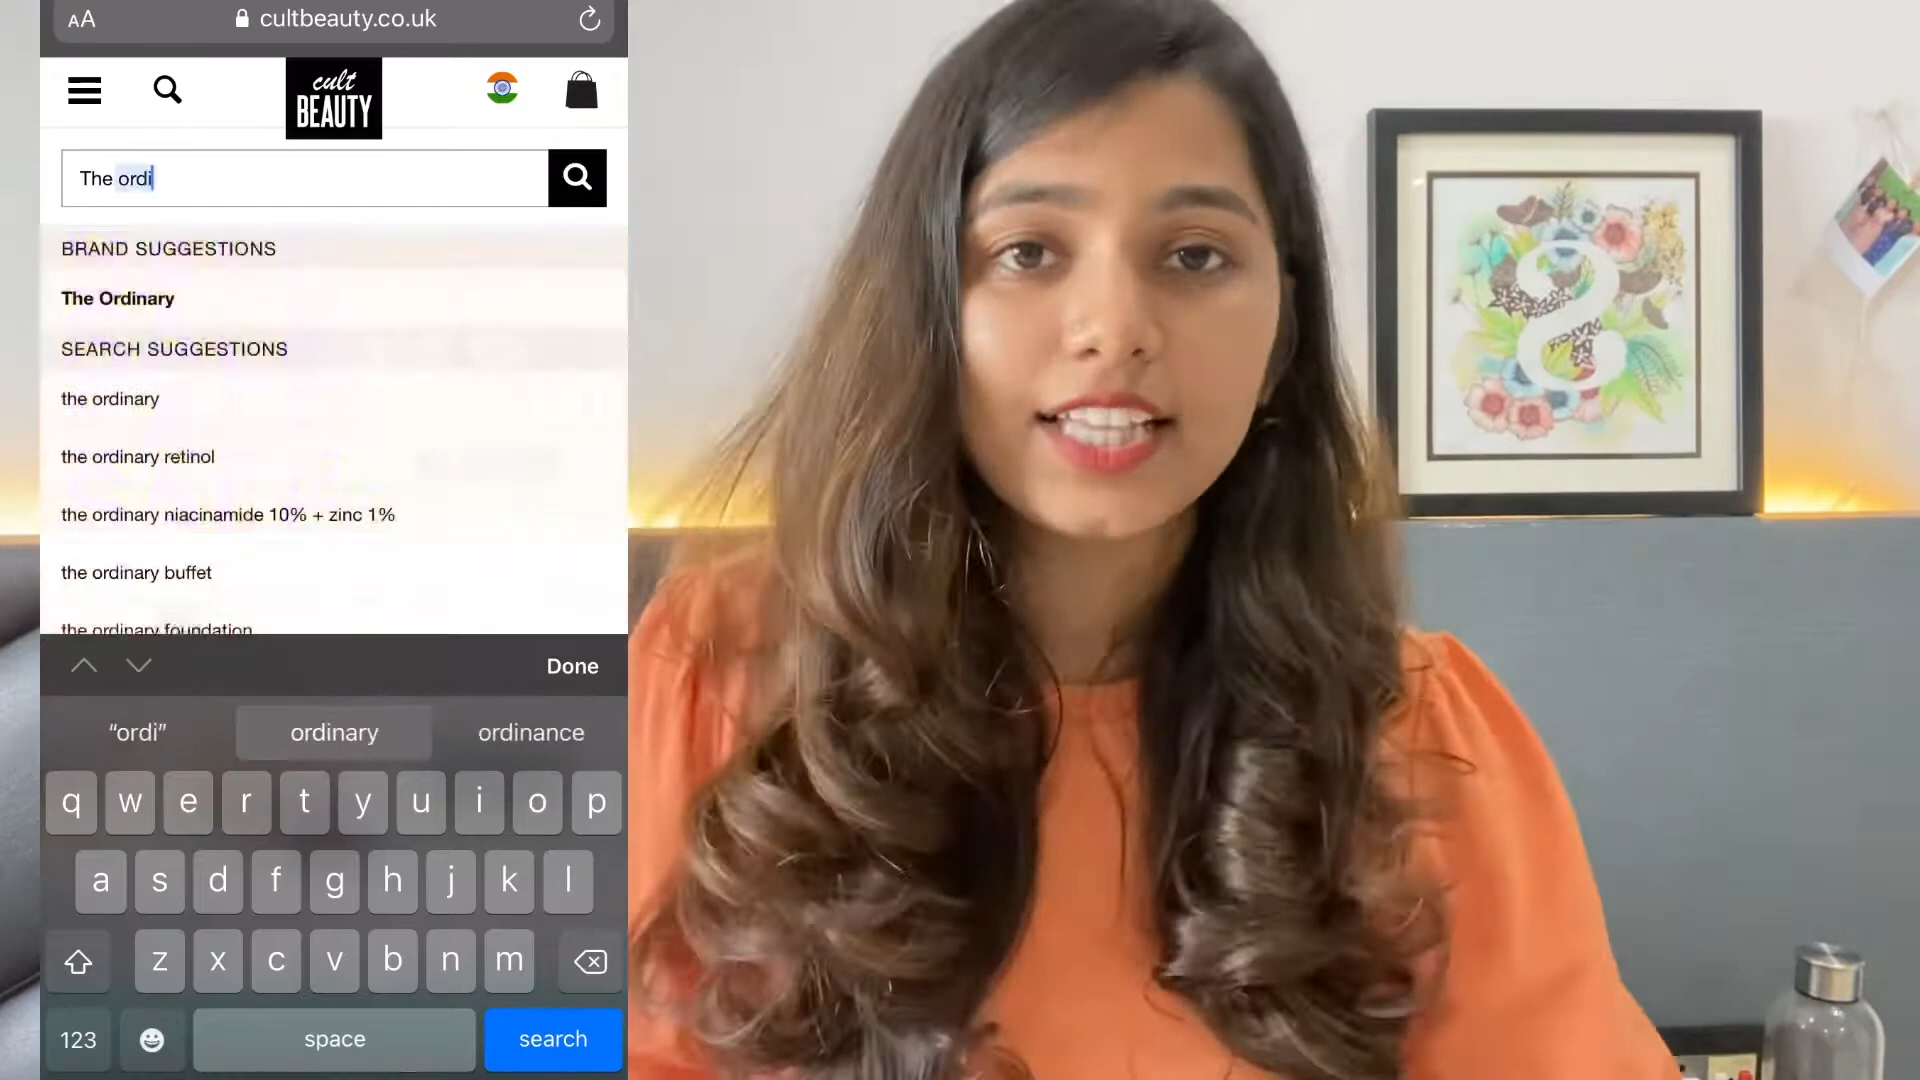 AA cultbeauty.co.uk
cult
BEAUTY
The ordi
BRAND SUGGESTIONS
The Ordinary
SEARCH SUGGESTIONS
the ordinary
the ordinary retinol
the ordinary niacinamide 10% + zinc 1%
the ordinary buffet
the ordinary foundation
Done
“ordi” ordinary ordinance
q w e r t y u i o p
a s d f g h j k l
z x c v b n m
123 space search